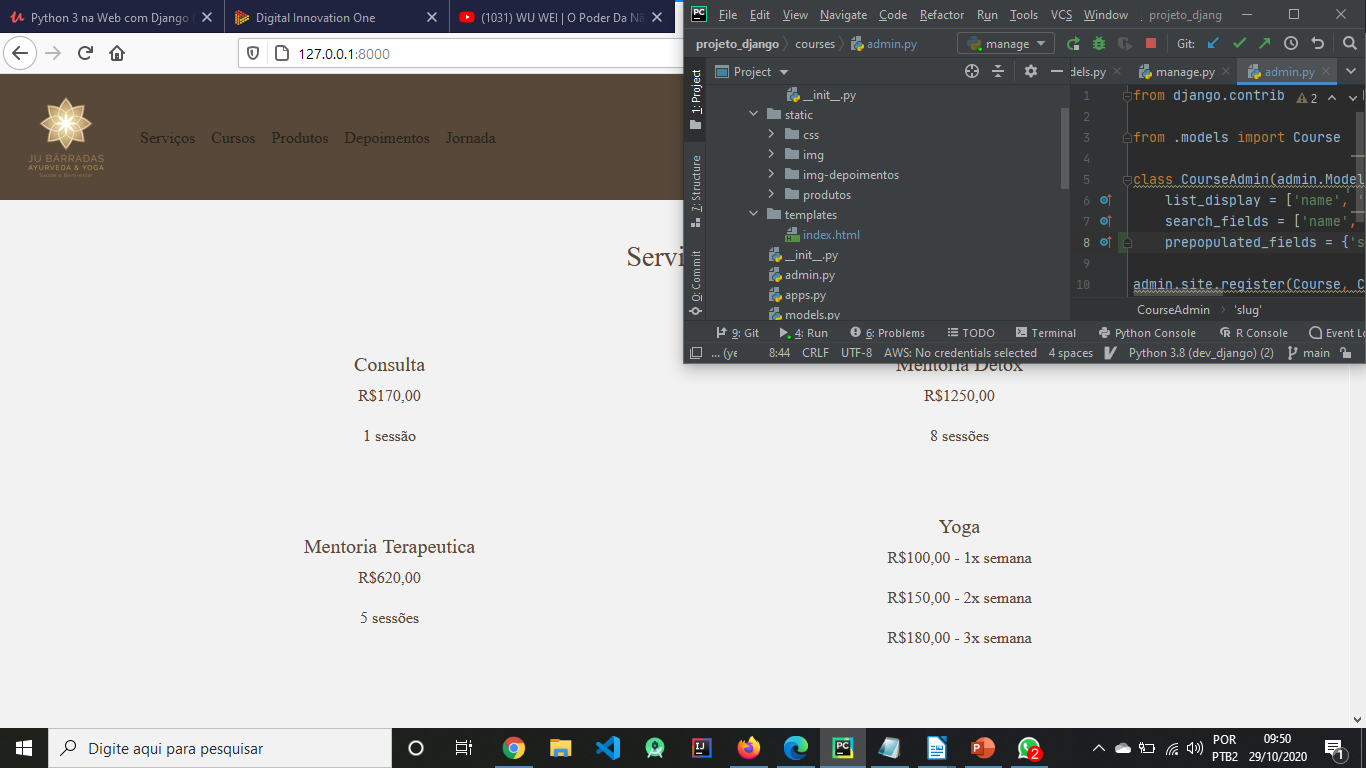 Python 3 na Web com Django (
Digital Innovation One
(1031) WU WEI | O Poder Da Nã
127.0.0.1:8000
JU BÄRRADAS
AYURVEDA & YOGA
Saúde e Bem-estar
Serviços Cursos Produtos Depoimentos Jornada
Servi
Consulta
R$170,00
1 sessão
Mentoria Detox
R$1250,00
8 sessões
Mentoria Terapeutica
R$620,00
5 sessões
Yoga
R$100,00 - 1x semana
R$150,00 - 2x semana
R$180,00 - 3x semana
PC File Edit View Navigate Code Refactor Run Tools VCS Window projeto_djang
projeto_django courses admin.py manage Git:
1: Project
7: Structure
0: Commit
Project
__init__.py
static
css
img
img-depoimentos
produtos
templates
index.html
__init__.py
admin.py
apps.py
models.py
dels.py manage.py admin.py
1 from django.contrib 2
2
3 from .models import Course
4
5 class CourseAdmin(admin.Model
6 list_display = ['name', '
7 search_fields = ['name',
8 prepopulated_fields = {'s
9
10 admin.site.register(Course, C
CourseAdmin 'slug'
9: Git 4: Run 6: Problems TODO Terminal Python Console R Console Event Lo
... (ye 8:44 CRLF UTF-8 AWS: No credentials selected 4 spaces Python 3.8 (dev_django) (2) main
Digite aqui para pesquisar
IJ
PC
2
POR
PTB2
09:50
29/10/2020
1